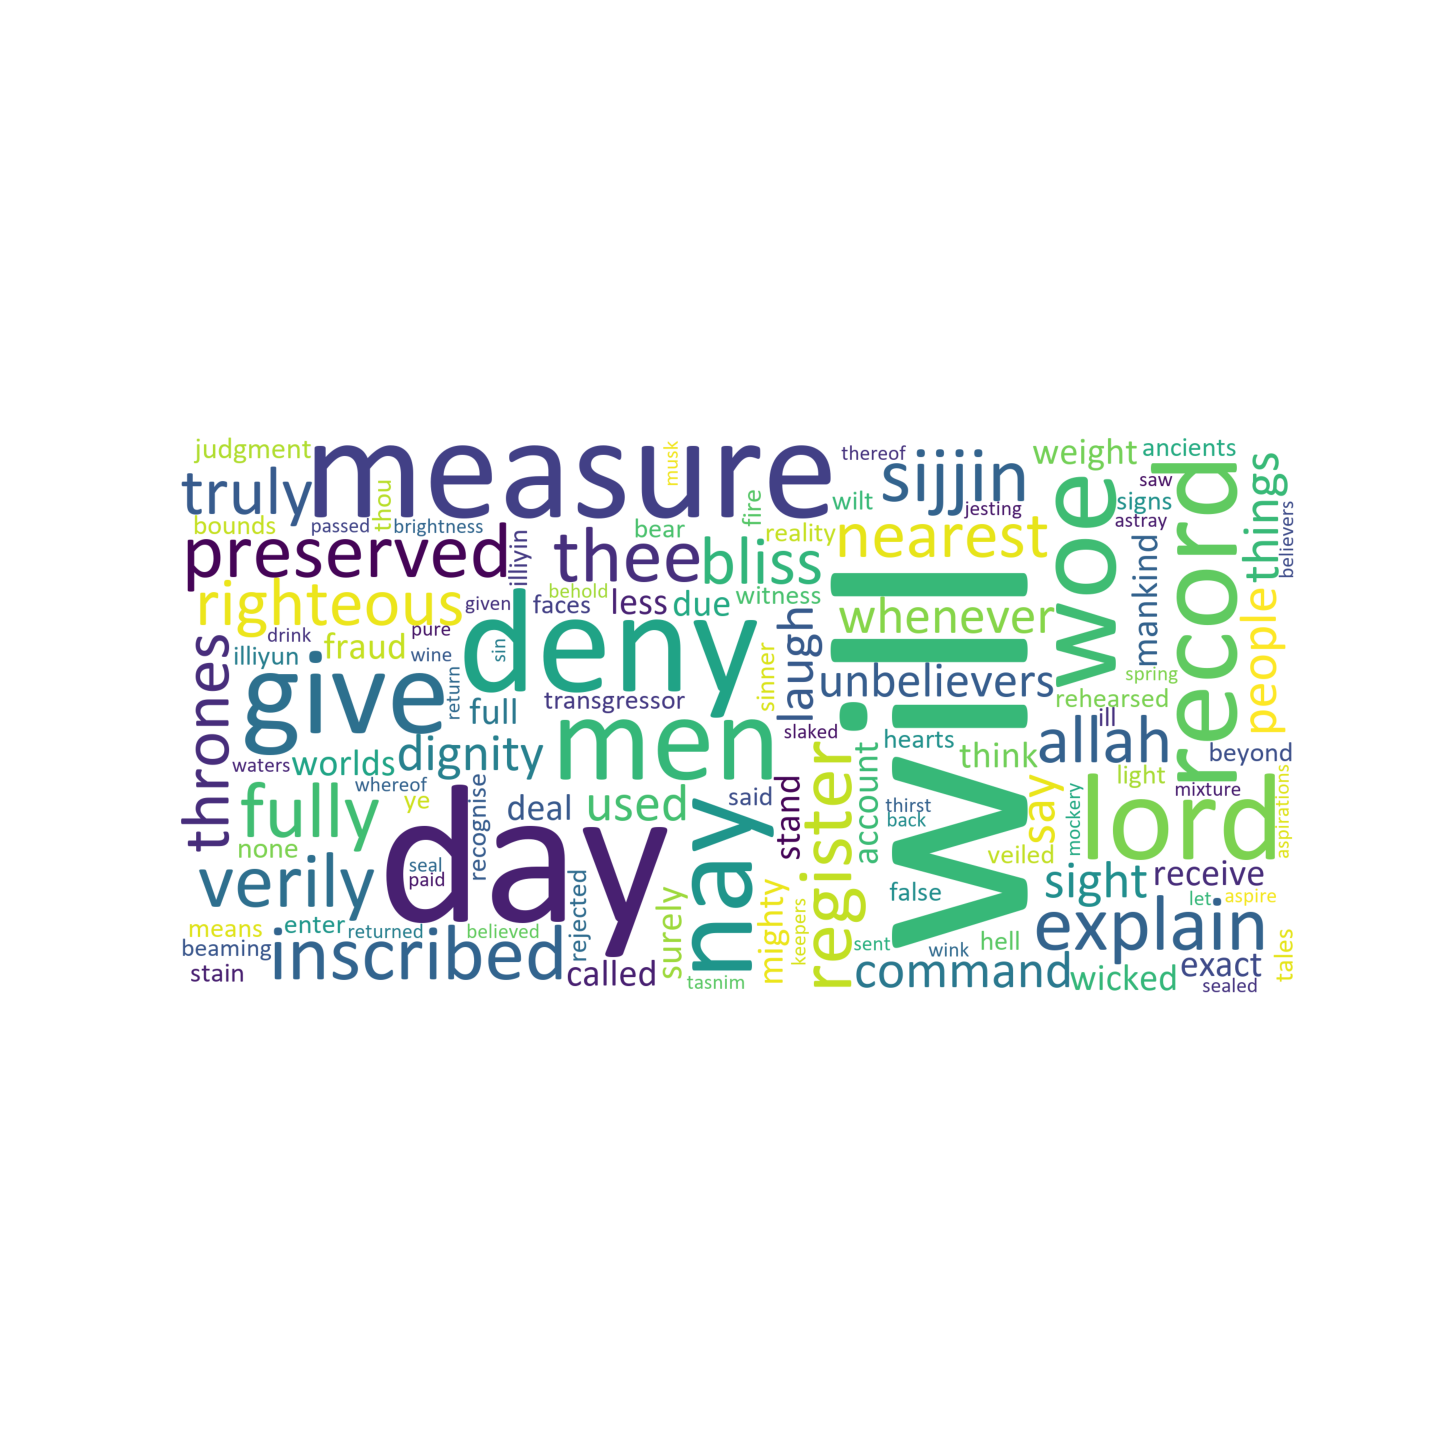 judgment
measure
musk
thereof
sijjin
weight
ancients
truly
thou
saw
signs
record
things
bounds
passed
brightness
bear
fire
wilt
jesting
astray
woe
preserved
illiyin
thee
bliss
reality
nearest
mankind
believers
righteous
given
behold
faces
less
due
witness
will
whenever
people
drink
fraud
pure
wine
deny
sin
sinner
laugh
unbelievers
spring
illiyun
thrones
give
return
full
transgressor
slaked
rehearsed
ill
waters
worlds
dignity
men
hearts
think
allah
beyond
whereof
ye
recognise
deal
used
said
stand
account
thirst
back
say
mockery
light
mixture
lord
aspirations
fully
none
day
seal
paid
nay
register
veiled
verily
false
sight
receive
let
aspire
means
enter
returned
believed
rejected
surely
mighty
keepers
sent
wink
hell
explain
beaming
inscribed
stain
called
tasnim
command
wicked
exact
sealed
tales